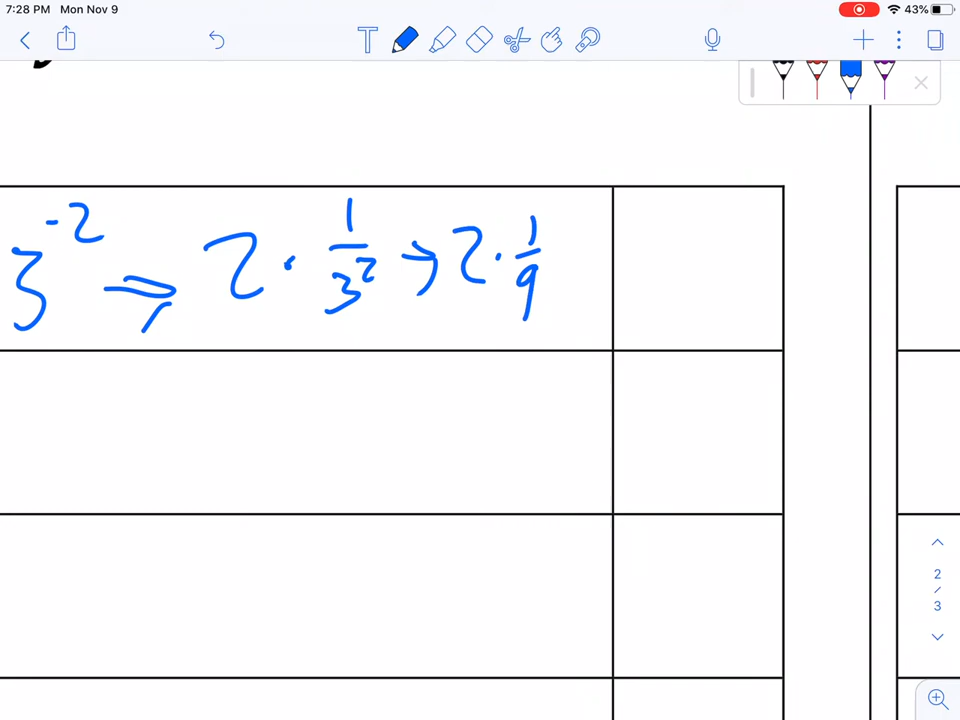 7:28 PM Mon Nov 9 43%
T
3⁻² ⇒ 2 · 1/3² → 2 · 1/9
2
/
3